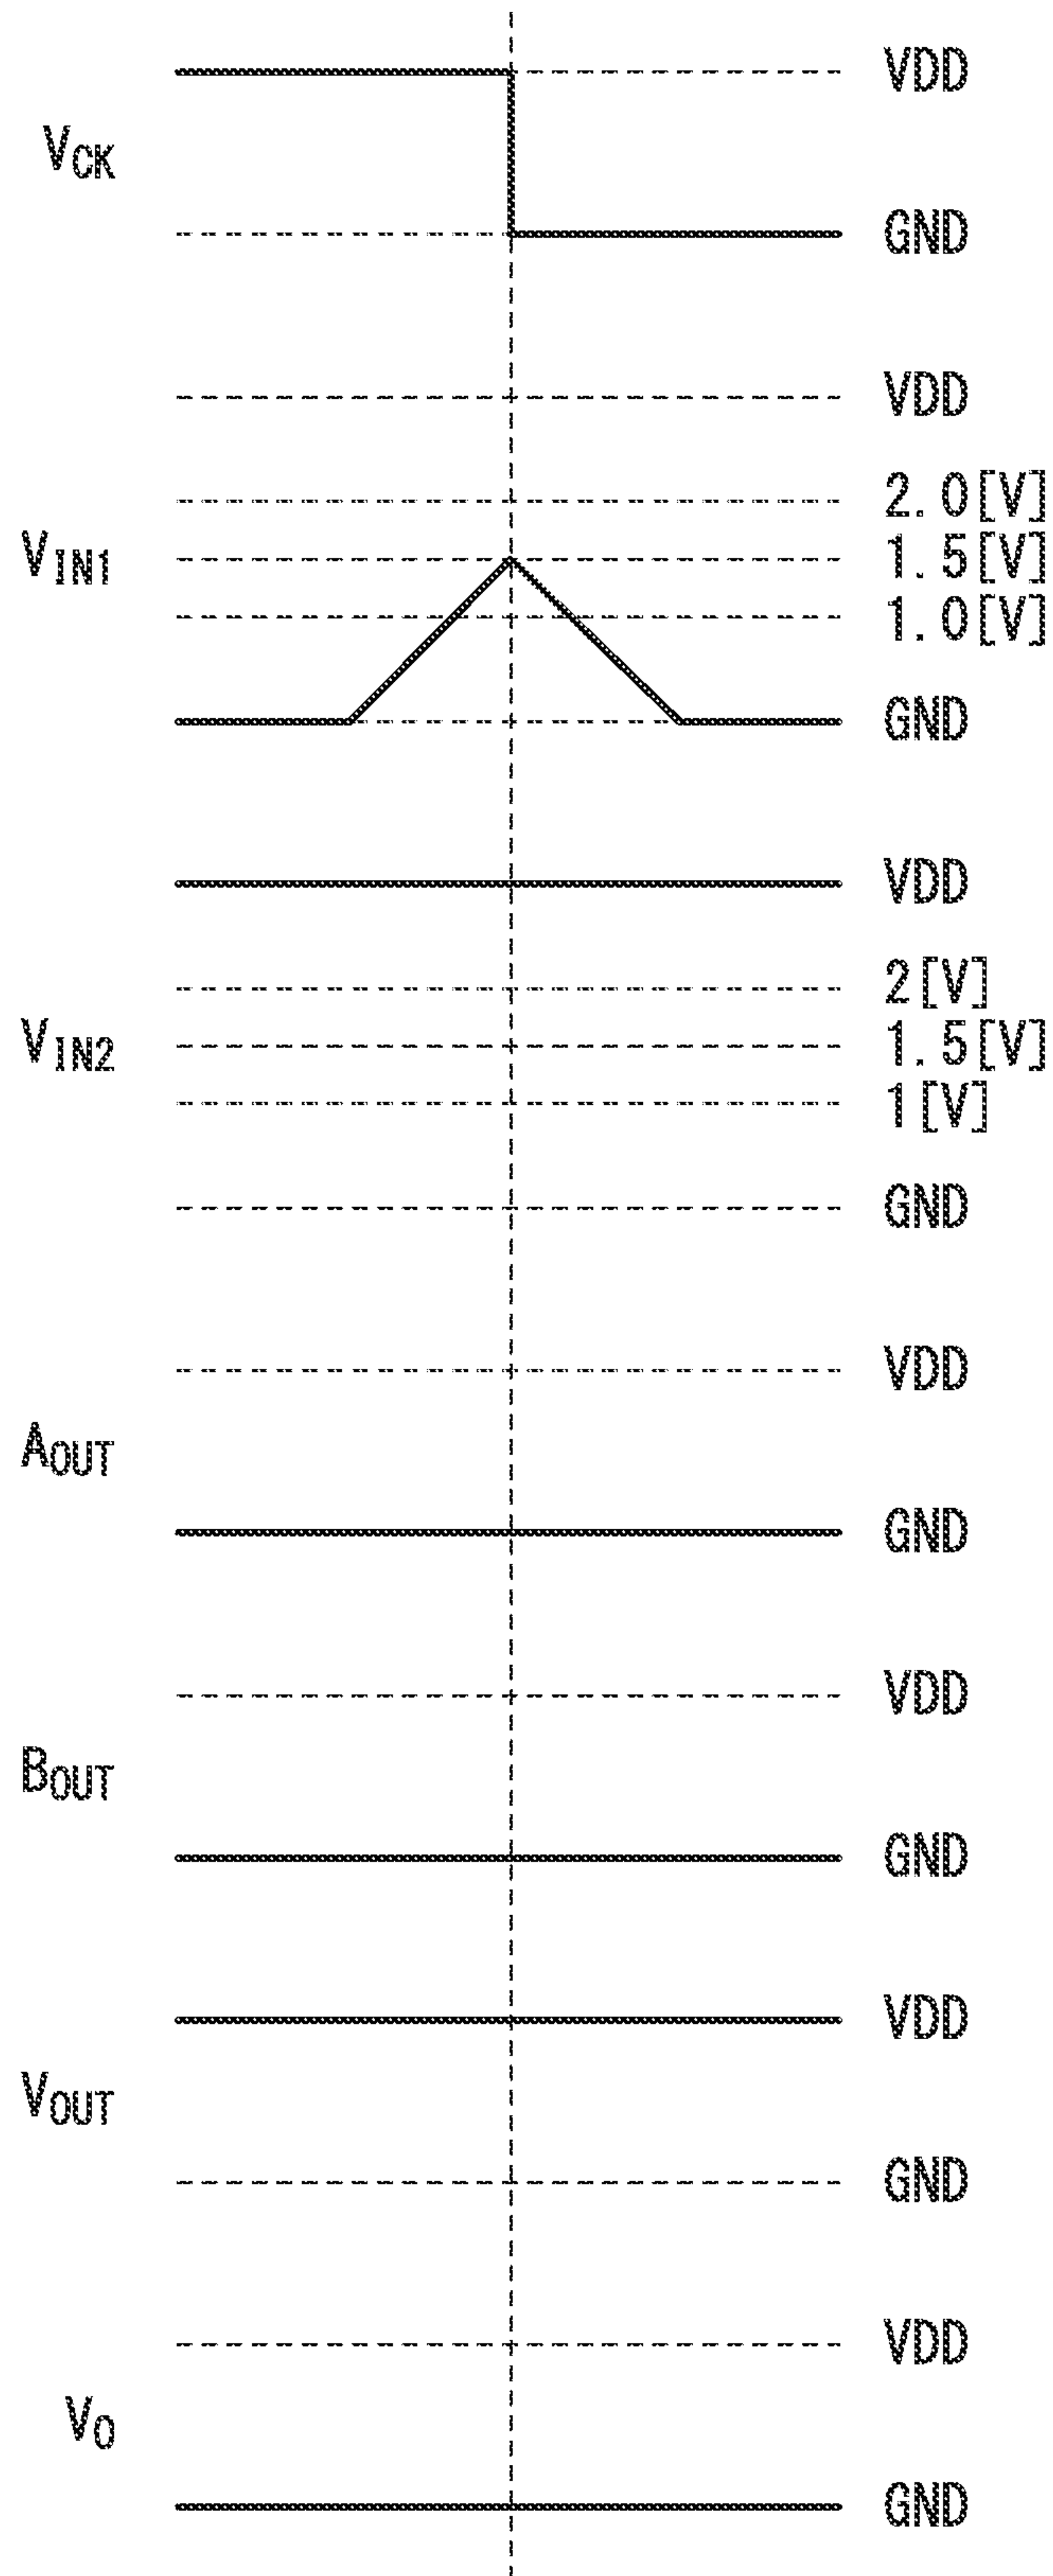 VDD
VCK
GND
VDD
2.0[V]
VIN1
1.5[V]
1.0[V]
GND
VDD
2[V]
VIN2
1.5[V]
1[V]
GND
VDD
AOUT
GND
VDD
BOUT
GND
VDD
VOUT
GND
VDD
VO
GND